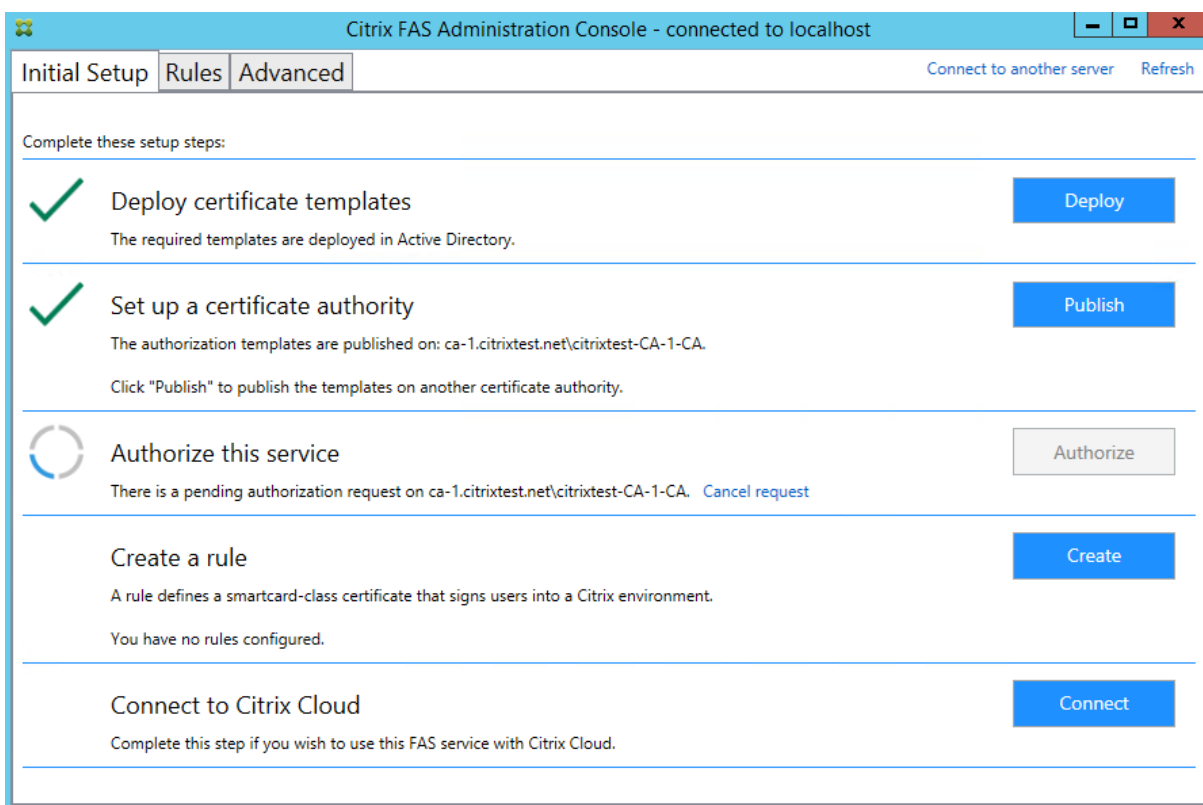 Citrix FAS Administration Console - connected to localhost
Initial Setup Rules Advanced Connect to another server Refresh
Complete these setup steps:
Deploy certificate templates Deploy
The required templates are deployed in Active Directory.
Set up a certificate authority Publish
The authorization templates are published on: ca-1.citrixtest.net\citrixtest-CA-1-CA.
Click "Publish" to publish the templates on another certificate authority.
Authorize this service Authorize
There is a pending authorization request on ca-1.citrixtest.net\citrixtest-CA-1-CA. Cancel request
Create a rule Create
A rule defines a smartcard-class certificate that signs users into a Citrix environment.
You have no rules configured.
Connect to Citrix Cloud Connect
Complete this step if you wish to use this FAS service with Citrix Cloud.